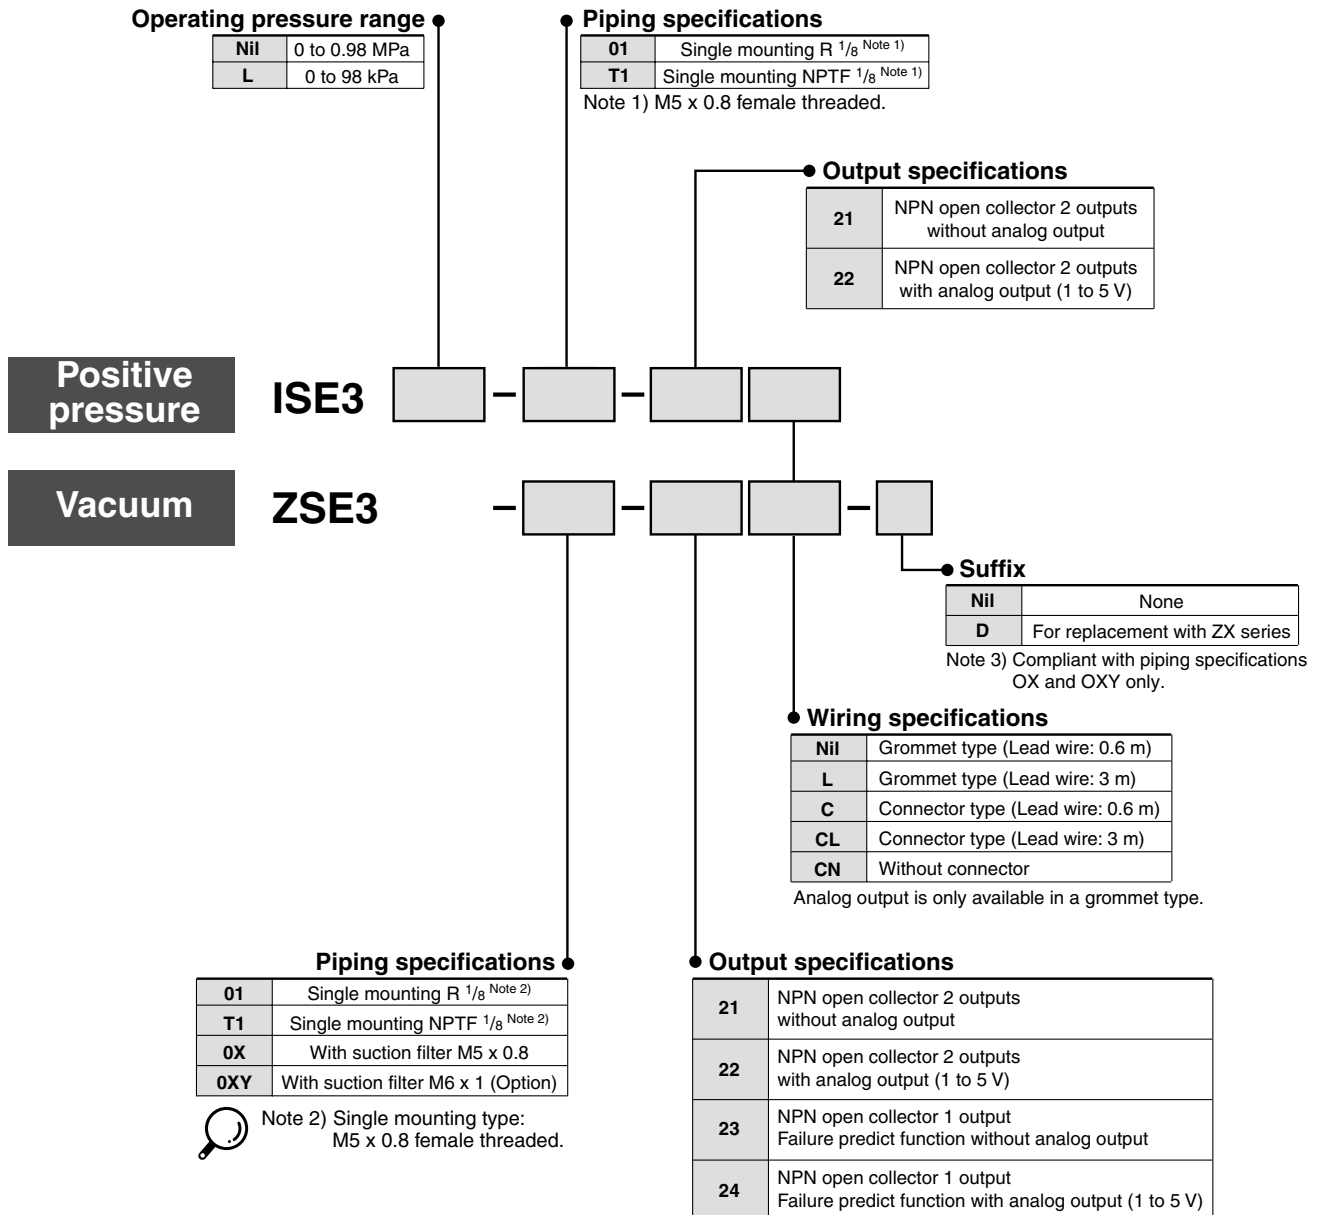 Operating pressure range
Nil 0 to 0.98 MPa
L 0 to 98 kPa
Piping specifications
01 Single mounting R 1/8 Note 1)
T1 Single mounting NPTF 1/8 Note 1)
Note 1) M5 x 0.8 female threaded.
Output specifications
21 NPN open collector 2 outputs
without analog output
22 NPN open collector 2 outputs
with analog output (1 to 5 V)
Positive
pressure
ISE3 – –
Vacuum
ZSE3 – – –
Suffix
Nil None
D For replacement with ZX series
Note 3) Compliant with piping specifications
OX and OXY only.
Wiring specifications
Nil Grommet type (Lead wire: 0.6 m)
L Grommet type (Lead wire: 3 m)
C Connector type (Lead wire: 0.6 m)
CL Connector type (Lead wire: 3 m)
CN Without connector
Analog output is only available in a grommet type.
Piping specifications
01 Single mounting R 1/8 Note 2)
T1 Single mounting NPTF 1/8 Note 2)
0X With suction filter M5 x 0.8
0XY With suction filter M6 x 1 (Option)
Note 2) Single mounting type:
M5 x 0.8 female threaded.
Output specifications
21 NPN open collector 2 outputs
without analog output
22 NPN open collector 2 outputs
with analog output (1 to 5 V)
23 NPN open collector 1 output
Failure predict function without analog output
24 NPN open collector 1 output
Failure predict function with analog output (1 to 5 V)